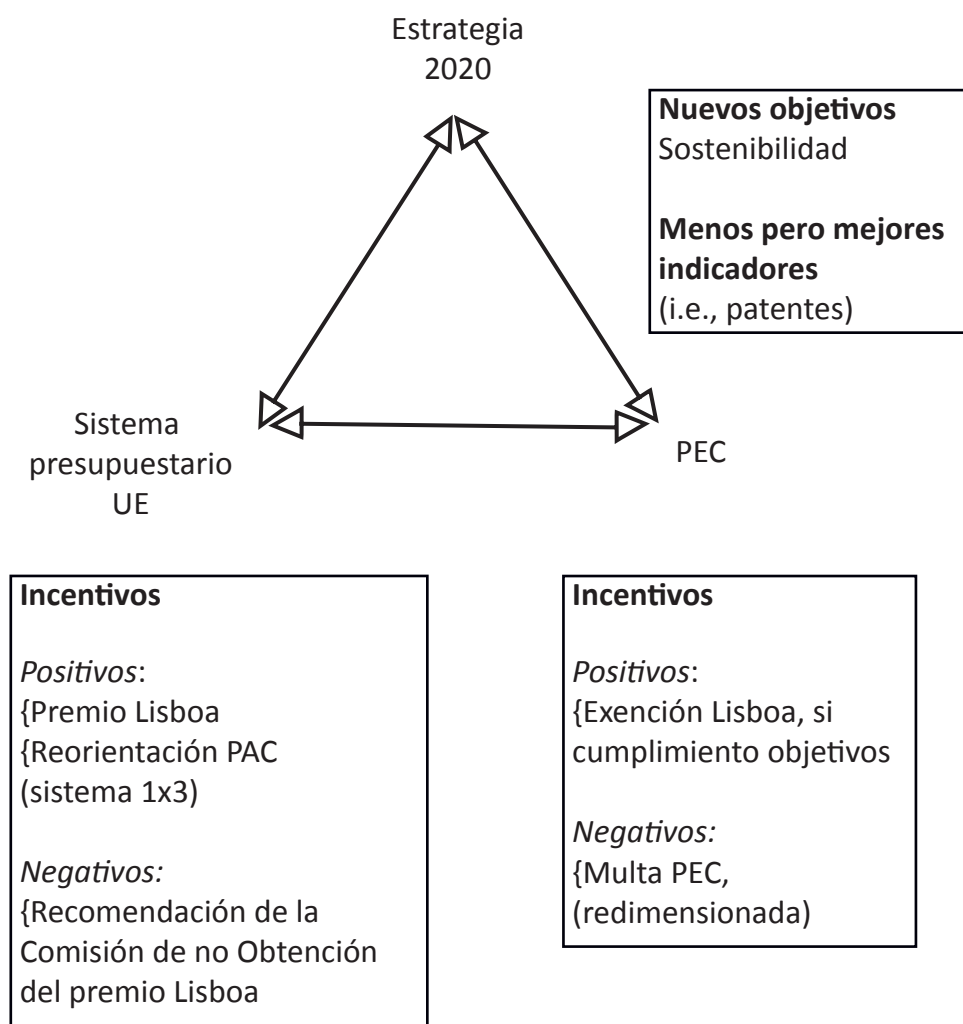 Estrategia
2020
Nuevos objetivos
Sostenibilidad
Menos pero mejores
indicadores
(i.e., patentes)
Sistema
presupuestario
UE
PEC
Incentivos
Positivos:
{Premio Lisboa
{Reorientación PAC
(sistema 1x3)
Negativos:
{Recomendación de la
Comisión de no Obtención
del premio Lisboa
Incentivos
Positivos:
{Exención Lisboa, si
cumplimiento objetivos
Negativos:
{Multa PEC,
(redimensionada)